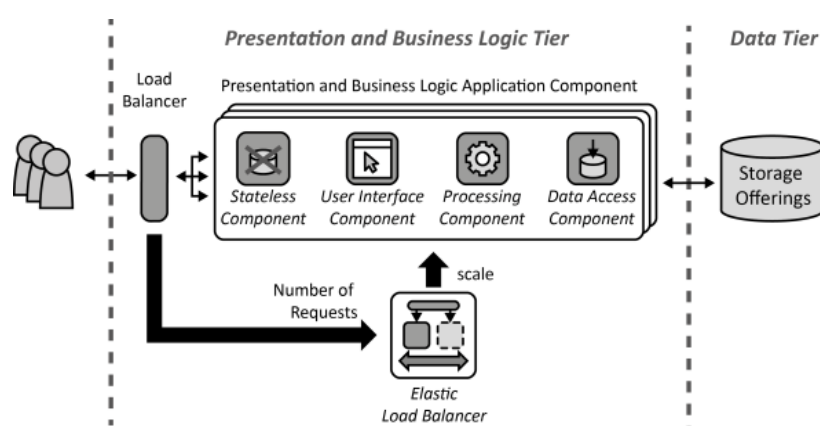 Presentation and Business Logic Tier
Data Tier
Load
Balancer
Presentation and Business Logic Application Component
Stateless
Component
User Interface
Component
Processing
Component
Data Access
Component
Storage
Offerings
scale
Number of
Requests
Elastic
Load Balancer